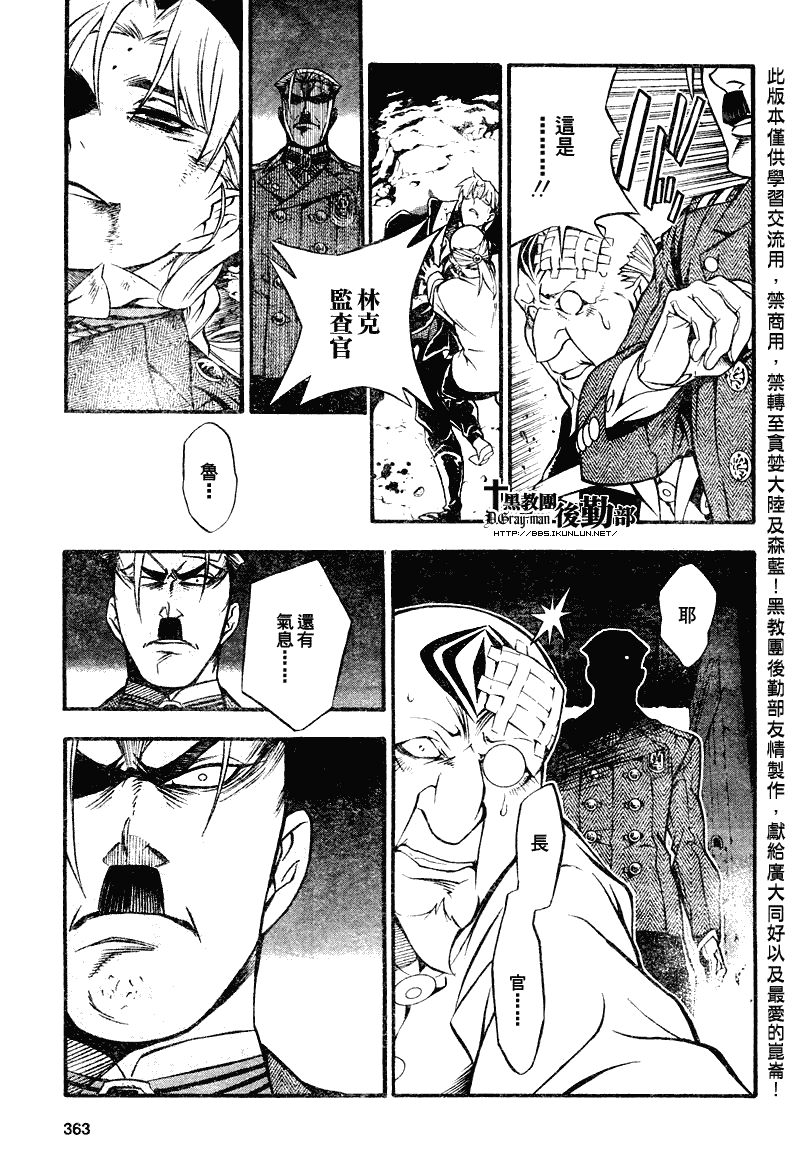 這是
………!!
林克
監查官
魯……
耶
長
官……
還有
氣息………
黑教團
D.Gray-man
後勤部
HTTP://BBS.IKUNLUN.NET/
此版本僅供學習交流用，禁商用，禁轉至貪婪大陸及森藍！黑教團後勤部友情製作，獻給廣大同好以及最愛的崑崙！
363